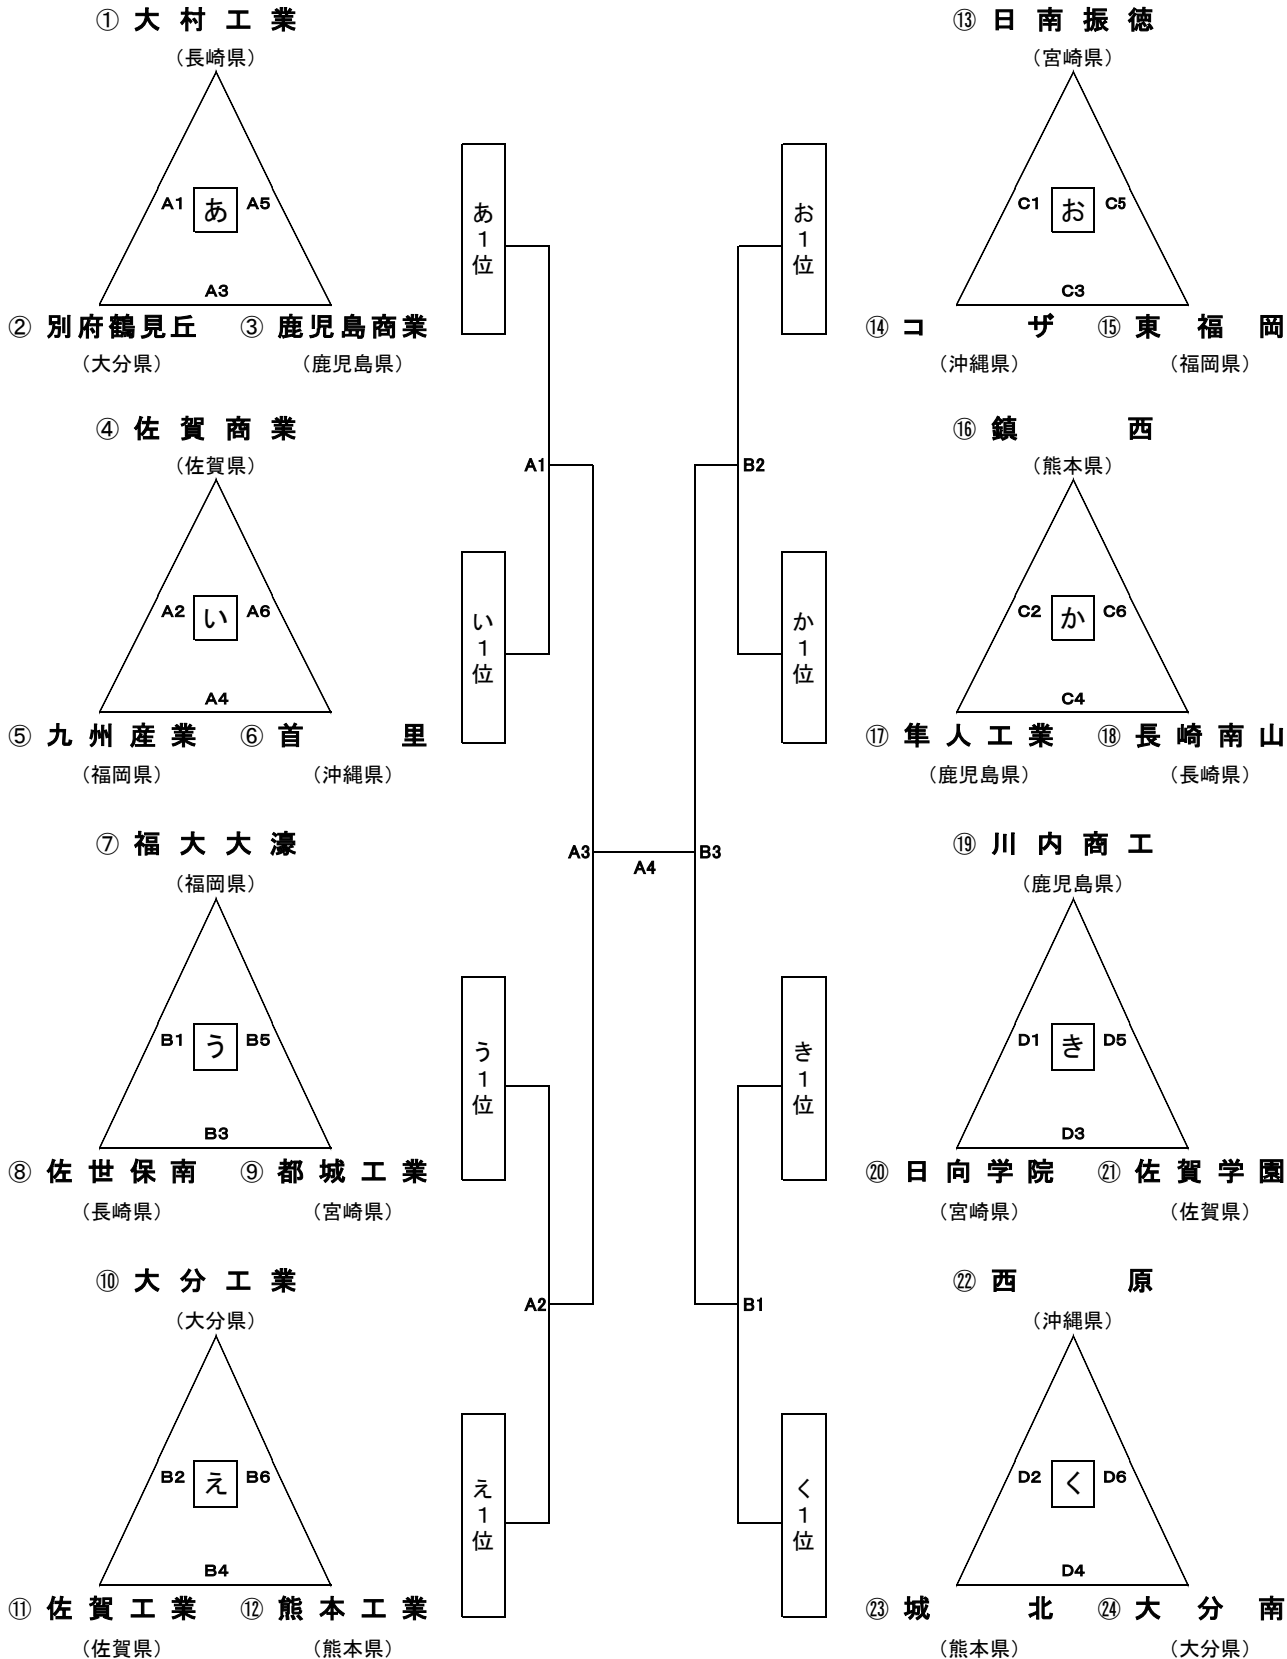 ① 大村工業
（長崎県）
A1 あ A5
A3
② 別府鶴見丘 ③ 鹿児島商業
（大分県） （鹿児島県）
④ 佐賀商業
（佐賀県）
A2 い A6
A4
⑤ 九州産業 ⑥ 首里
（福岡県） （沖縄県）
⑦ 福大大濠
（福岡県）
B1 う B5
B3
⑧ 佐世保南 ⑨ 都城工業
（長崎県） （宮崎県）
⑩ 大分工業
（大分県）
B2 え B6
B4
⑪ 佐賀工業 ⑫ 熊本工業
（佐賀県） （熊本県）
あ1位
A1
い1位
う1位
A2
え1位
A3
A4
B3
お1位
B2
か1位
き1位
B1
く1位
⑬ 日南振徳
（宮崎県）
C1 お C5
C3
⑭ コザ ⑮ 東福岡
（沖縄県） （福岡県）
⑯ 鎮西
（熊本県）
C2 か C6
C4
⑰ 隼人工業 ⑱ 長崎南山
（鹿児島県） （長崎県）
⑲ 川内商工
（鹿児島県）
D1 き D5
D3
⑳ 日向学院 ㉑ 佐賀学園
（宮崎県） （佐賀県）
㉒ 西原
（沖縄県）
D2 く D6
D4
㉓ 城北 ㉔ 大分南
（熊本県） （大分県）